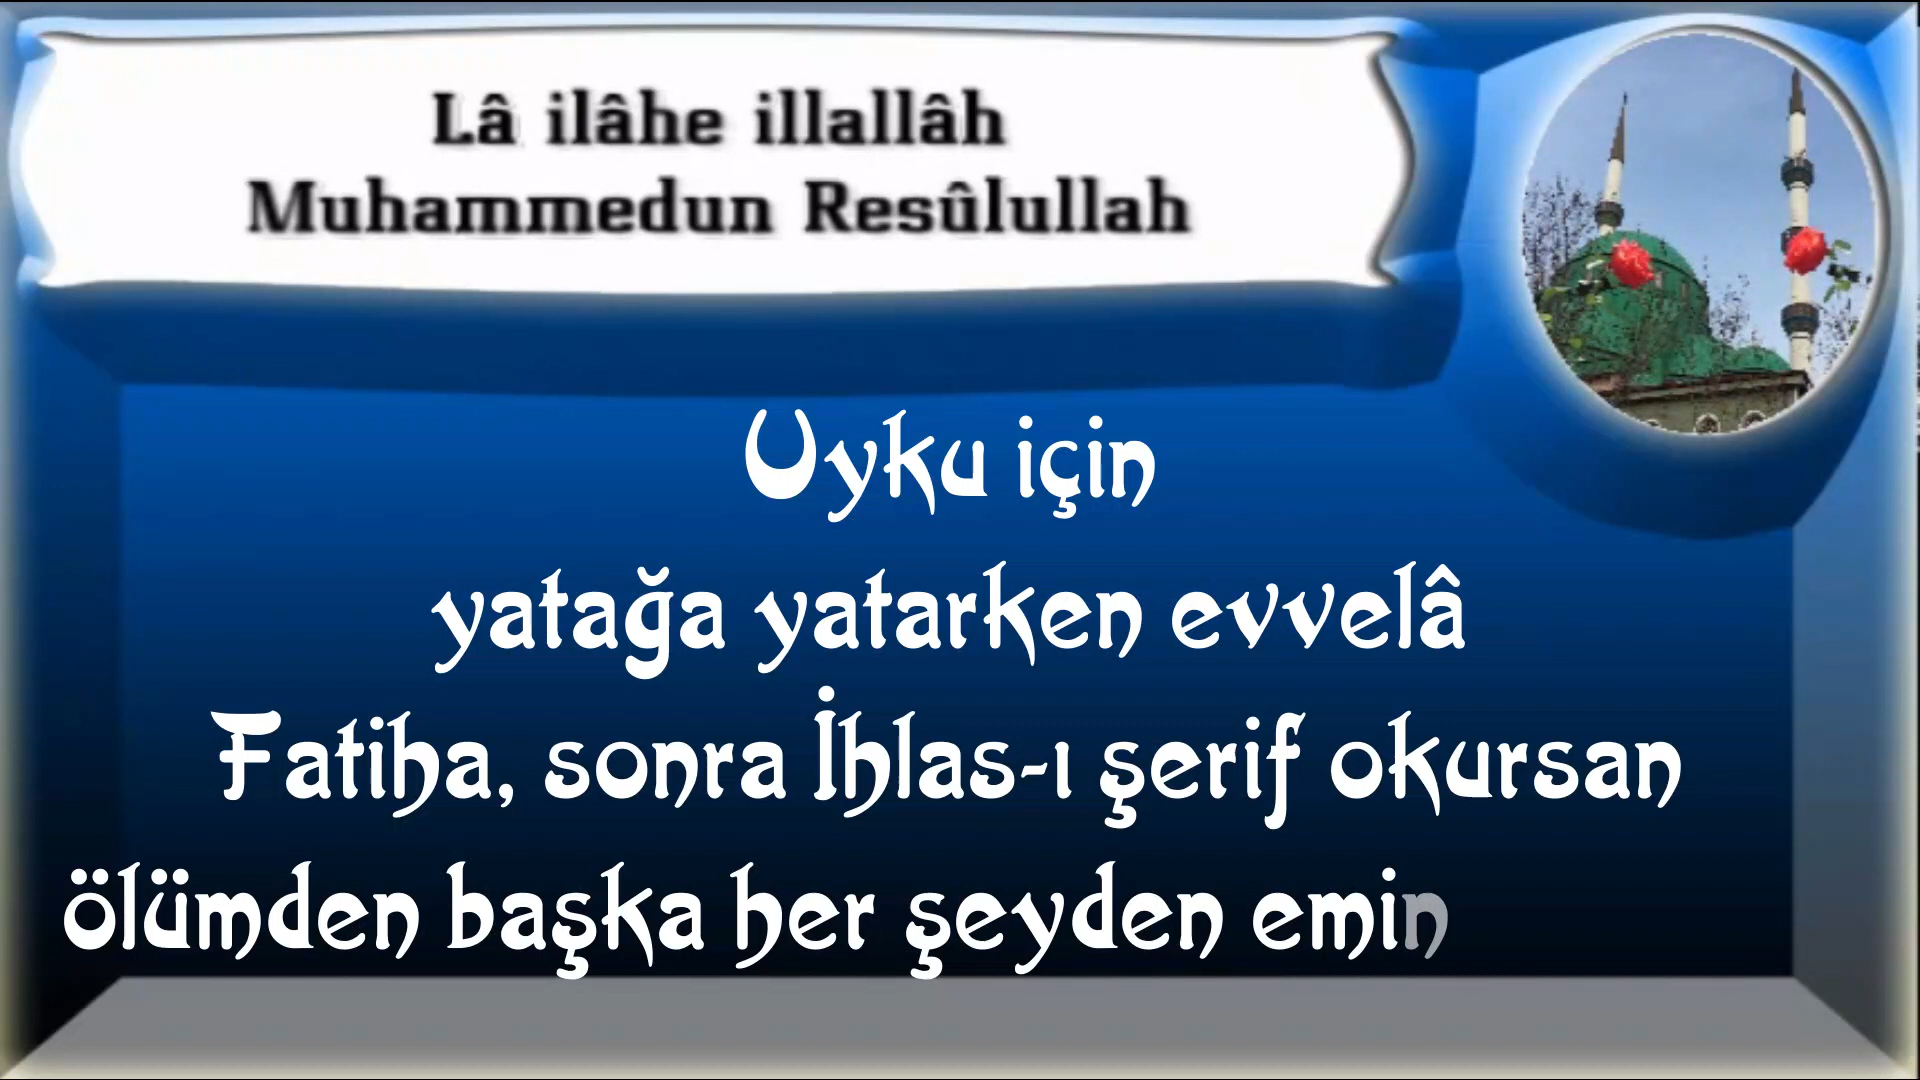 Lâ ilâhe illallâh
Muhammedun Resûlullah
Uyku için
yatağa yatarken evvelâ
Fatiha, sonra İhlas-ı şerif okursan
ölümden başka her şeyden emin